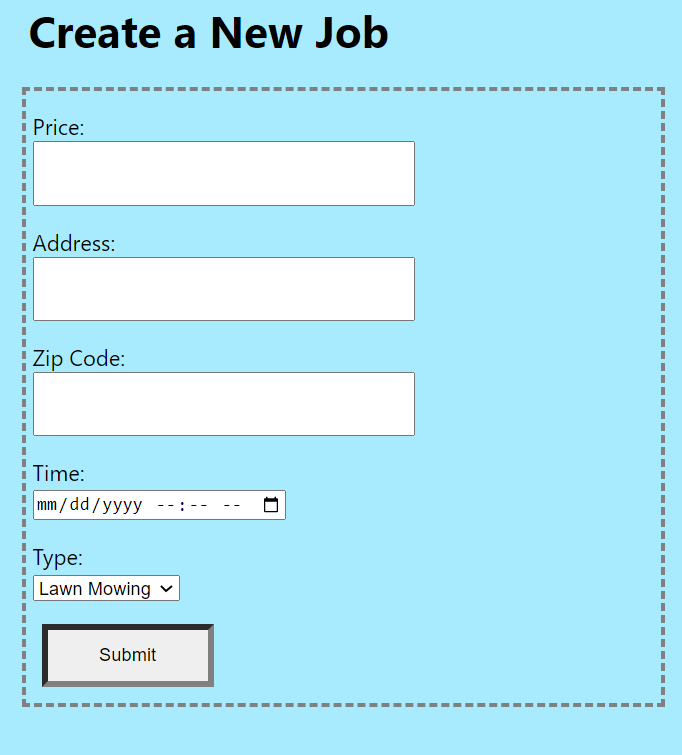 Create a New Job
Price:
Address:
Zip Code:
Time:
mm/dd/yyyy --:-- --
Type:
Lawn Mowing
Submit